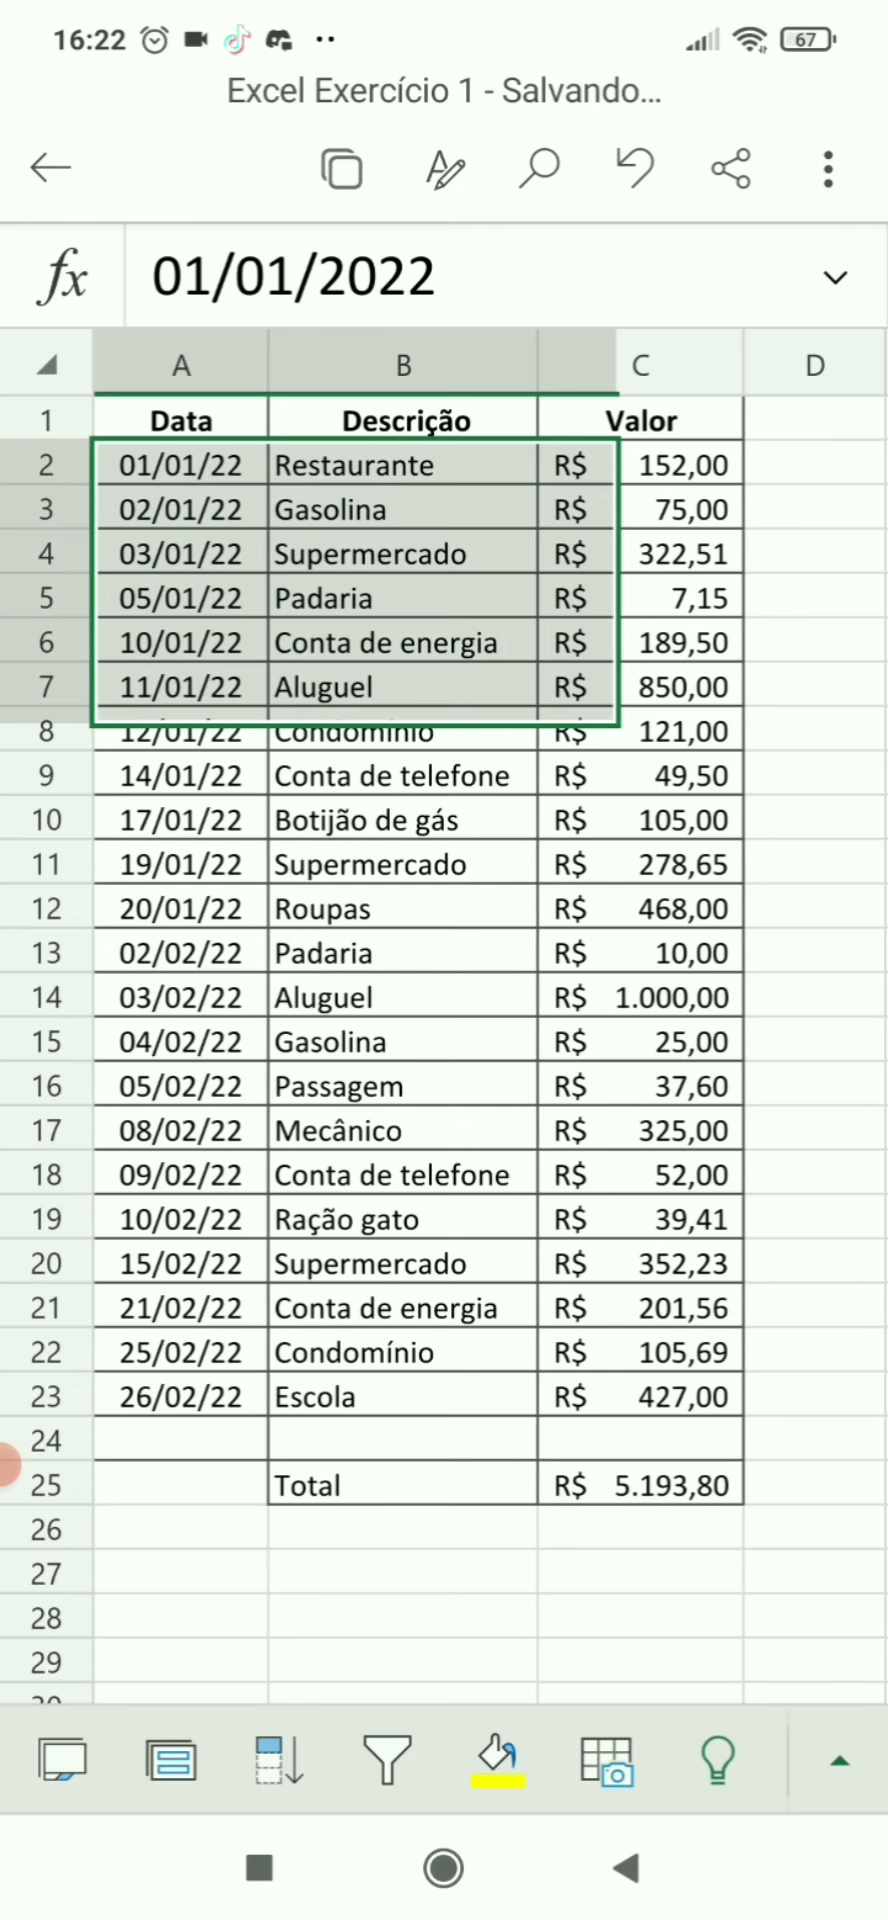 16:22 67
Excel Exercício 1 - Salvando...
fx 01/01/2022
A B C D
1 Data Descrição Valor
2 01/01/22 Restaurante R$ 152,00
3 02/01/22 Gasolina R$ 75,00
4 03/01/22 Supermercado R$ 322,51
5 05/01/22 Padaria R$ 7,15
6 10/01/22 Conta de energia R$ 189,50
7 11/01/22 Aluguel R$ 850,00
8 12/01/22 Condomínio R$ 121,00
9 14/01/22 Conta de telefone R$ 49,50
10 17/01/22 Botijão de gás R$ 105,00
11 19/01/22 Supermercado R$ 278,65
12 20/01/22 Roupas R$ 468,00
13 02/02/22 Padaria R$ 10,00
14 03/02/22 Aluguel R$ 1.000,00
15 04/02/22 Gasolina R$ 25,00
16 05/02/22 Passagem R$ 37,60
17 08/02/22 Mecânico R$ 325,00
18 09/02/22 Conta de telefone R$ 52,00
19 10/02/22 Ração gato R$ 39,41
20 15/02/22 Supermercado R$ 352,23
21 21/02/22 Conta de energia R$ 201,56
22 25/02/22 Condomínio R$ 105,69
23 26/02/22 Escola R$ 427,00
24
25 Total R$ 5.193,80
26
27
28
29
30